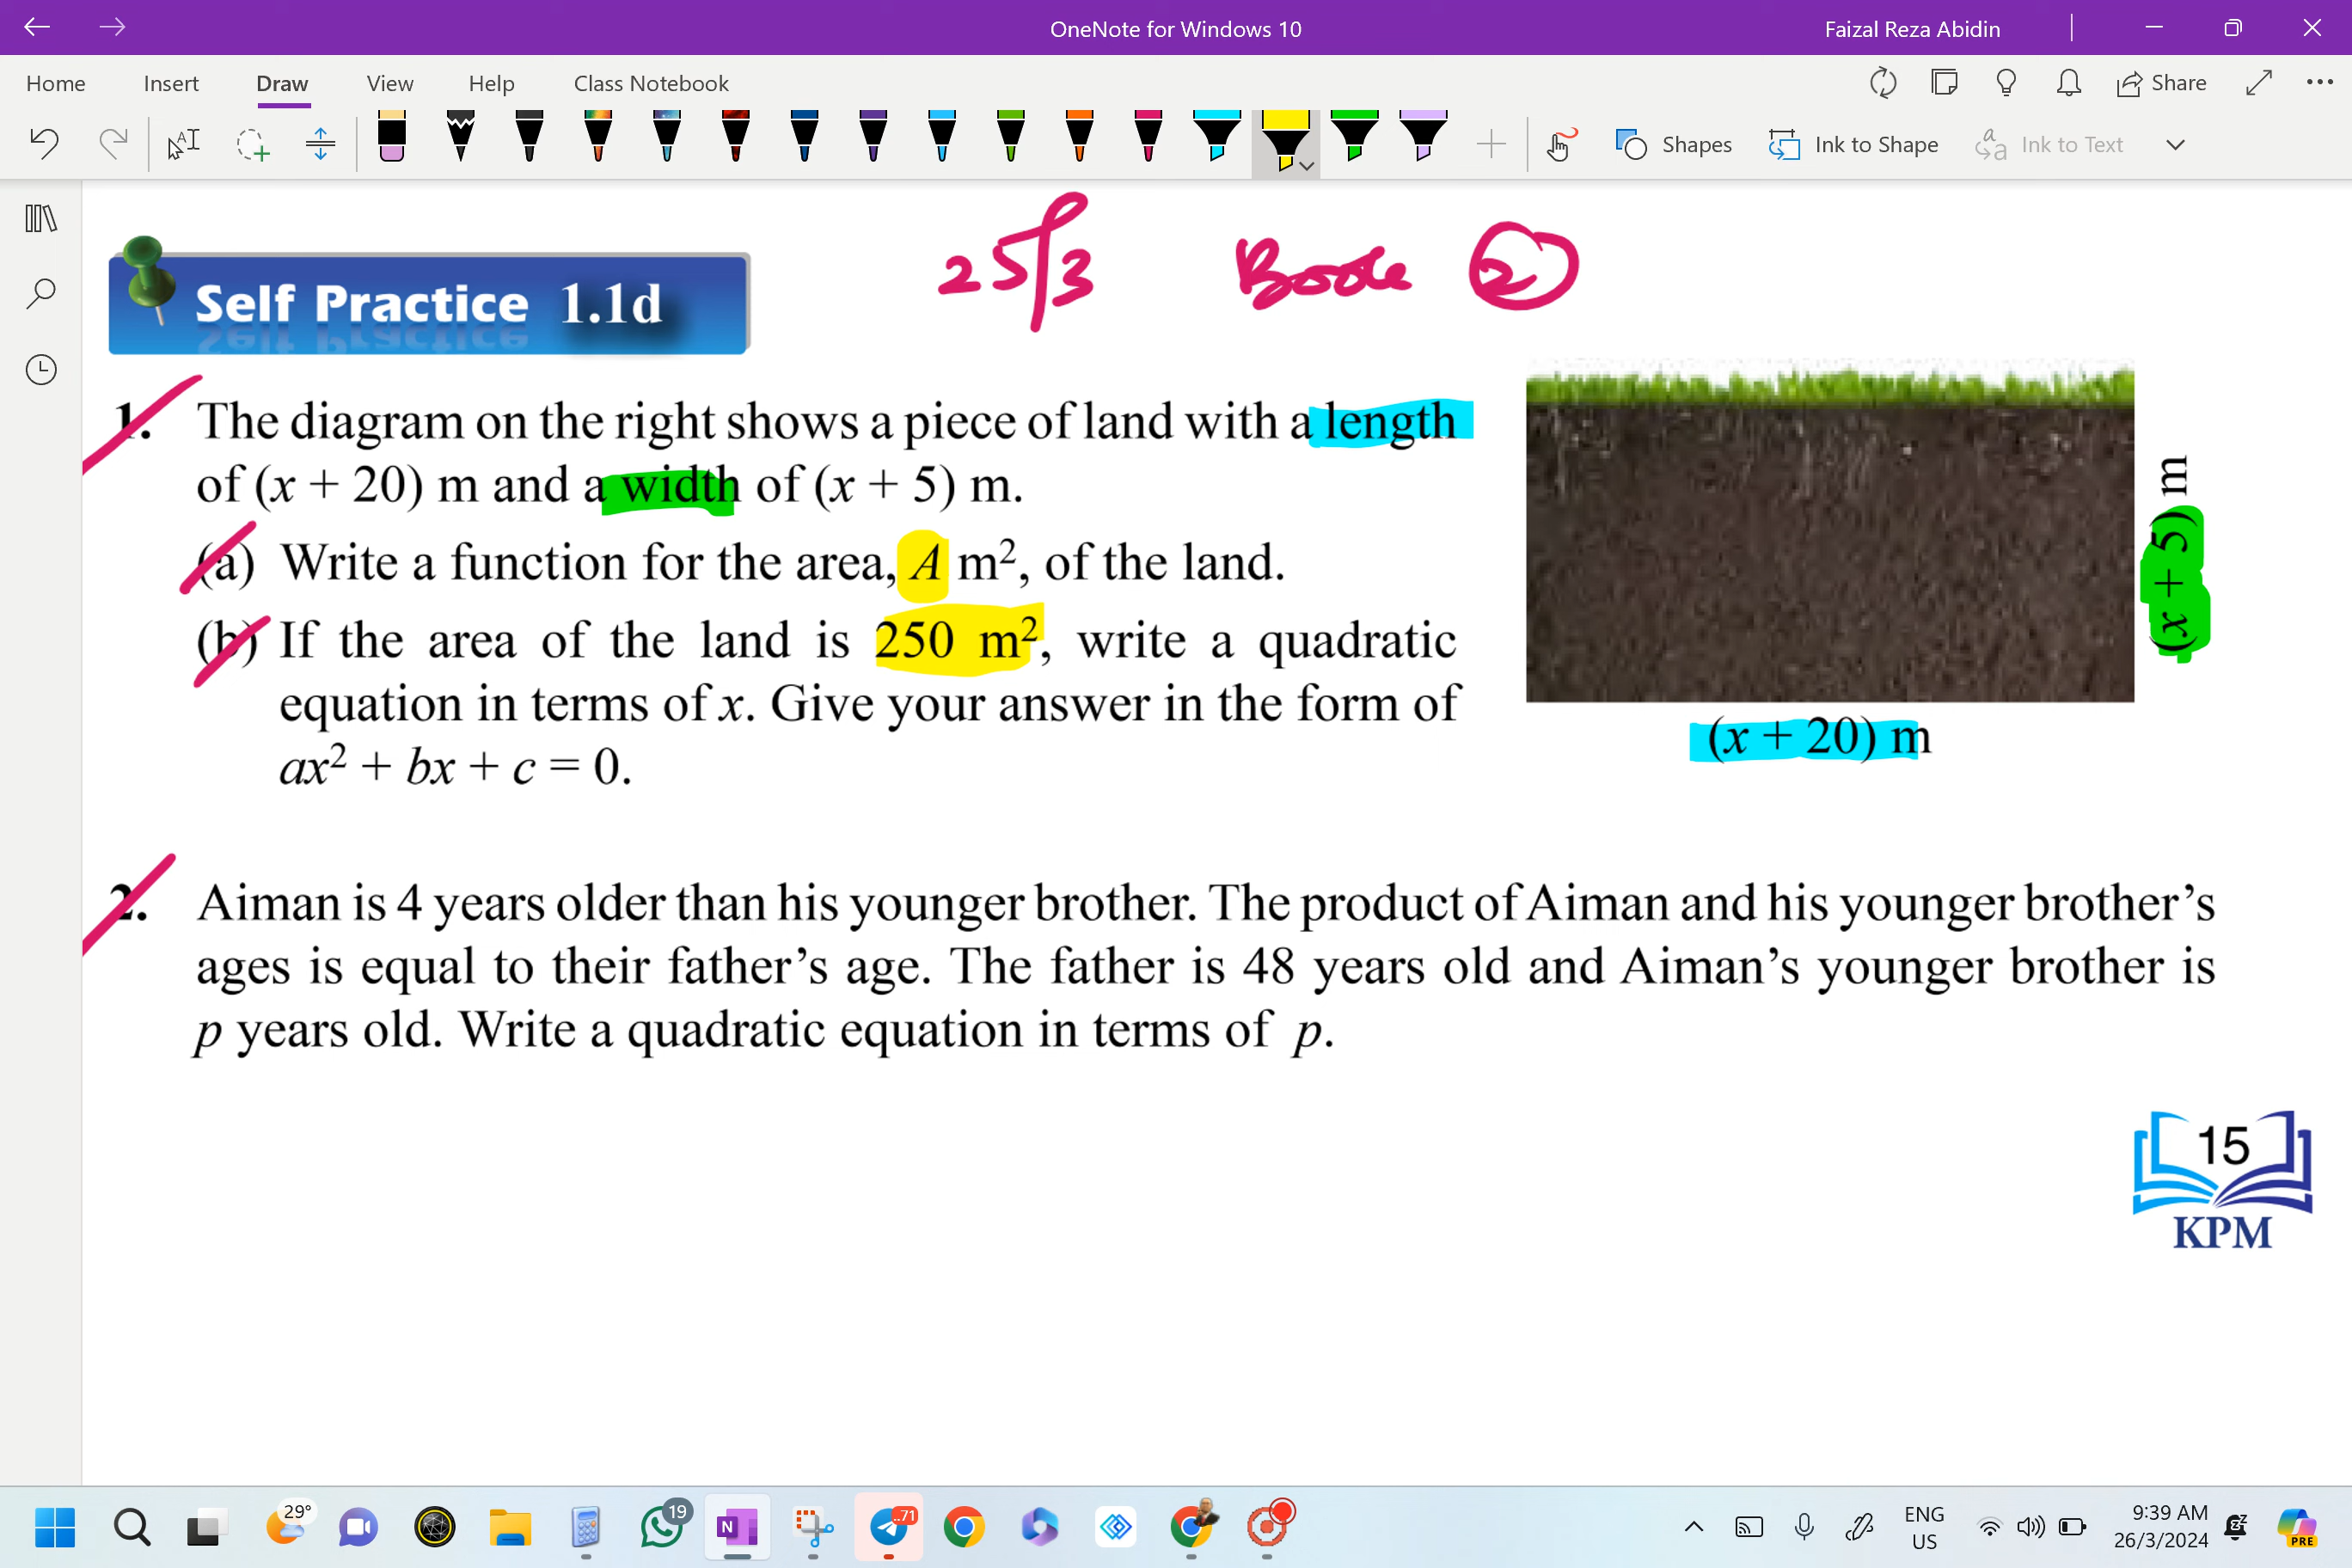 OneNote for Windows 10
Faizal Reza Abidin
Home Insert Draw View Help Class Notebook
Share
Shapes Ink to Shape Ink to Text
25/3 Book 2
Self Practice 1.1d
1. The diagram on the right shows a piece of land with a length
of (x + 20) m and a width of (x + 5) m.
(a) Write a function for the area, A m², of the land.
(b) If the area of the land is 250 m², write a quadratic
equation in terms of x. Give your answer in the form of
ax² + bx + c = 0.
(x + 5) m
(x + 20) m
2. Aiman is 4 years older than his younger brother. The product of Aiman and his younger brother’s
ages is equal to their father’s age. The father is 48 years old and Aiman’s younger brother is
p years old. Write a quadratic equation in terms of p.
15
KPM
29°
19
..71
ENG
US
9:39 AM
26/3/2024
PRE